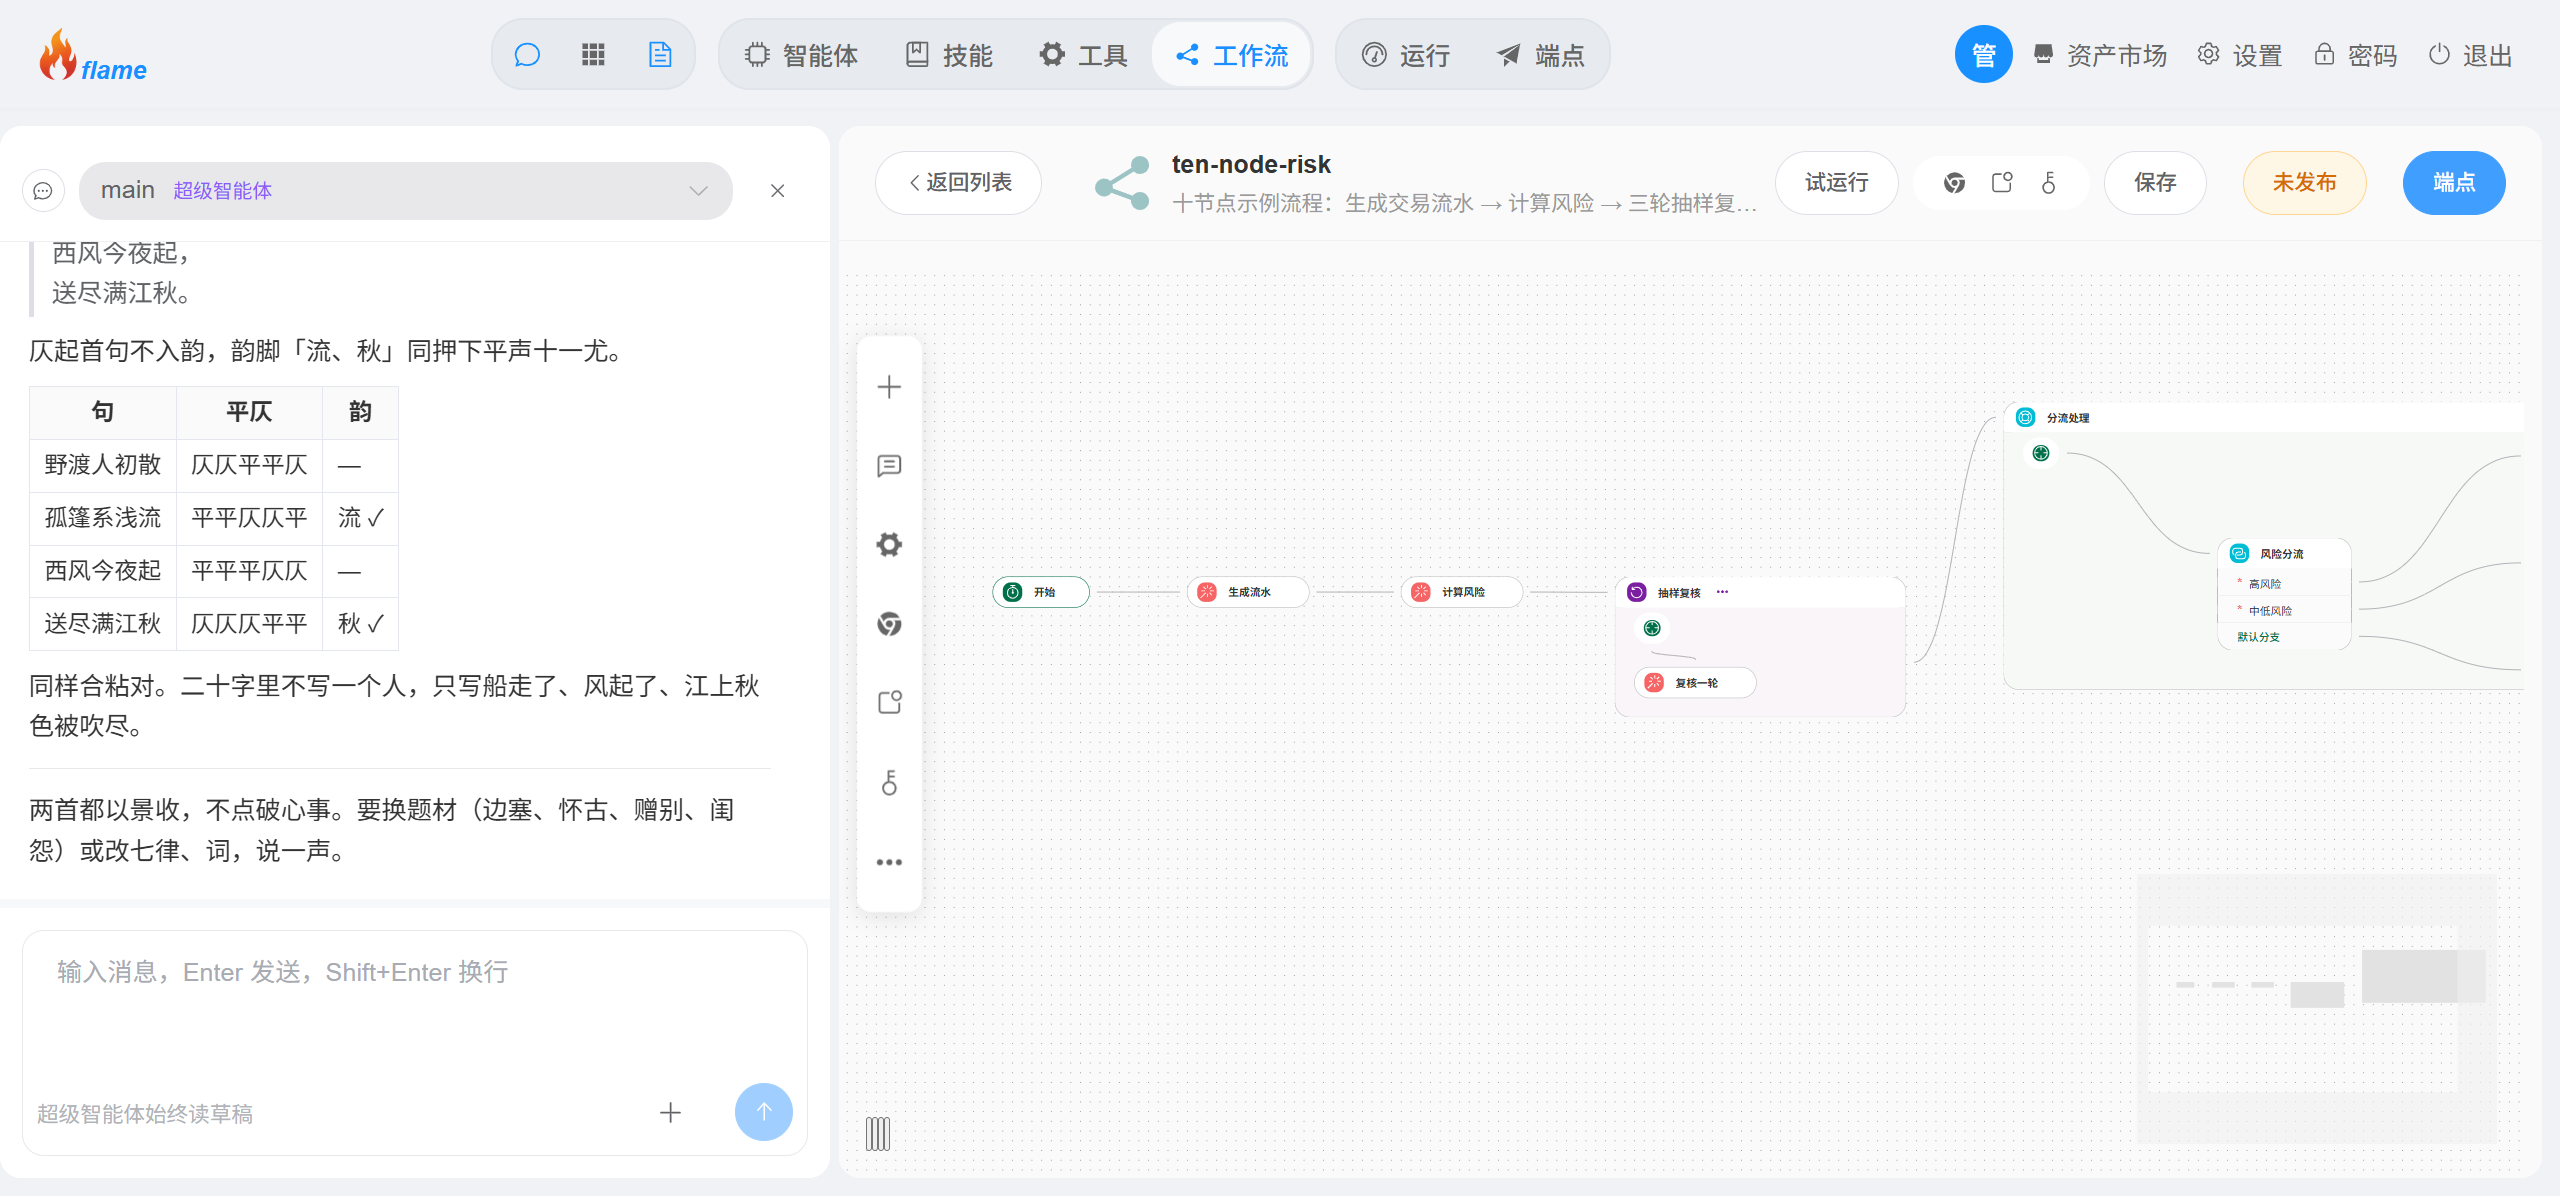 flame
智能体
技能
工具
工作流
运行
端点
管
资产市场
设置
密码
退出
main 超级智能体
西风今夜起，
送尽满江秋。
仄起首句不入韵，韵脚「流、秋」同押下平声十一尤。
句 平仄 韵
野渡人初散 仄仄平平仄 —
孤篷系浅流 平平仄仄平 流 ✓
西风今夜起 平平平仄仄 —
送尽满江秋 仄仄仄平平 秋 ✓
同样合粘对。二十字里不写一个人，只写船走了、风起了、江上秋
色被吹尽。
两首都以景收，不点破心事。要换题材（边塞、怀古、赠别、闺
怨）或改七律、词，说一声。
输入消息，Enter 发送，Shift+Enter 换行
超级智能体始终读草稿
返回列表
ten-node-risk
十节点示例流程：生成交易流水 → 计算风险 → 三轮抽样复…
试运行
保存
未发布
端点
开始
生成流水
计算风险
抽样复核
复核一轮
分流处理
风险分流
* 高风险
* 中低风险
默认分支